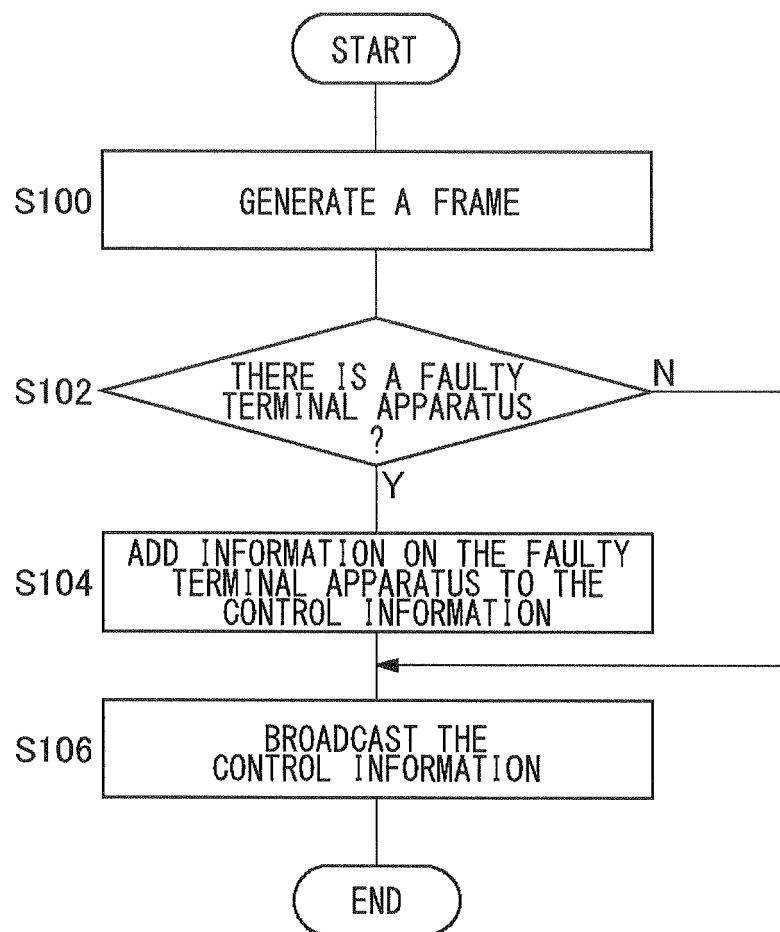 START
S100
GENERATE A FRAME
S102
THERE IS A FAULTY
TERMINAL APPARATUS
?
N
Y
S104
ADD INFORMATION ON THE FAULTY
TERMINAL APPARATUS TO THE
CONTROL INFORMATION
S106
BROADCAST THE
CONTROL INFORMATION
END